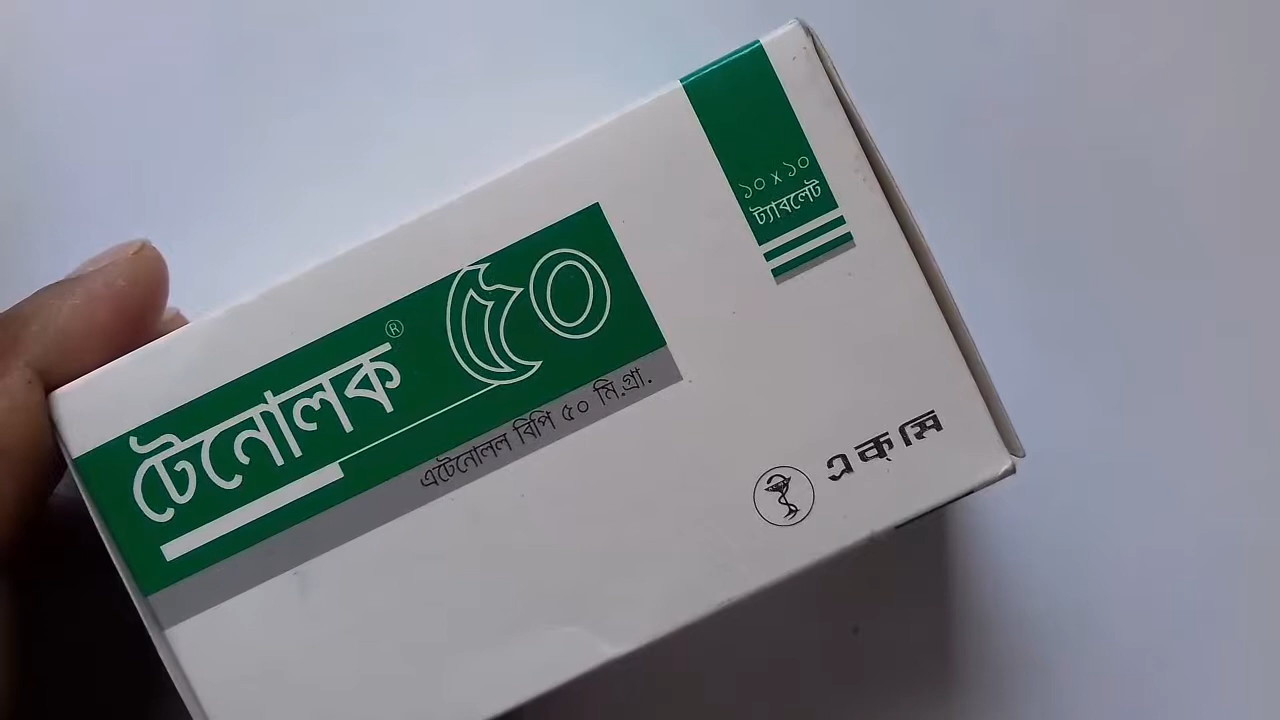 টেনোলক® ৫০
এটেনোলল বিপি ৫০ মি.গ্রা.
১০ x ১০
ট্যাবলেট
একমি